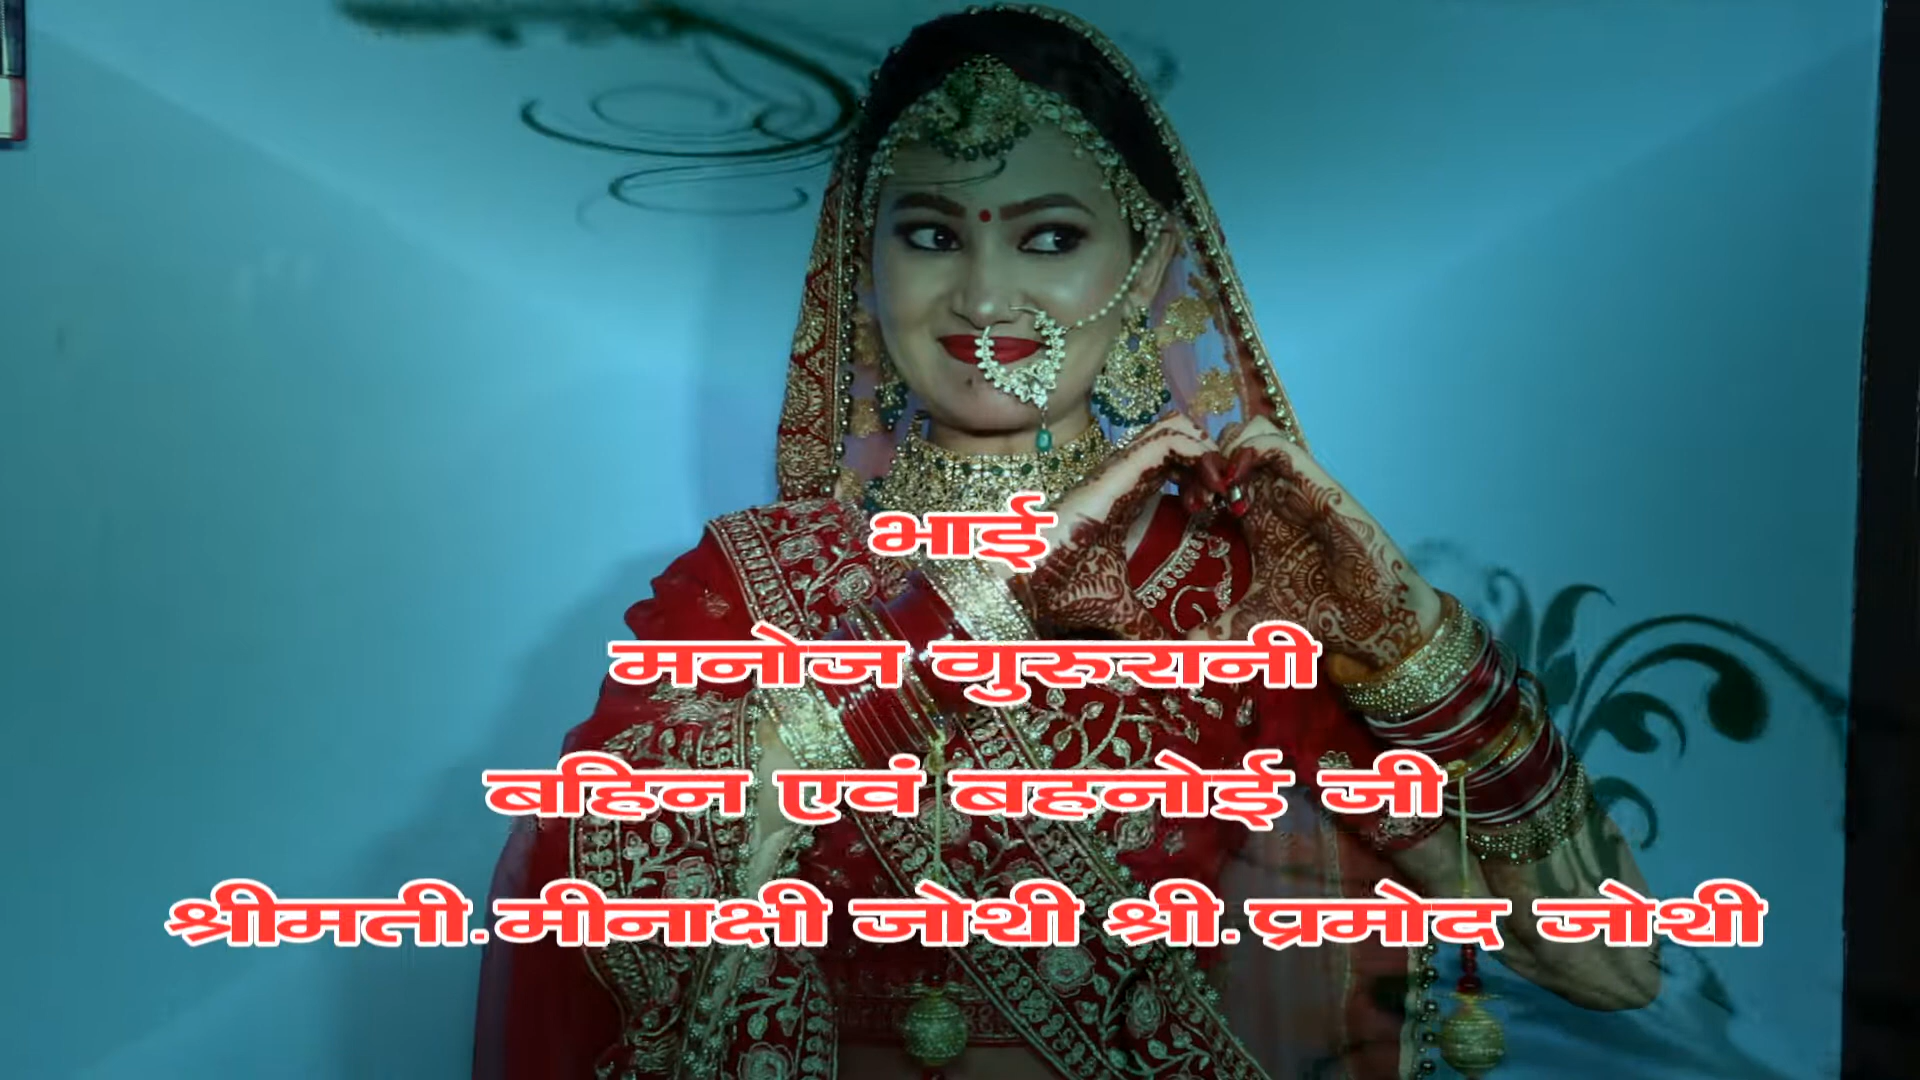 भाई
मनोज गुरुरानी
बहिन एवं बहनोई जी
श्रीमती.मीनाक्षी जोशी श्री.प्रमोद जोशी